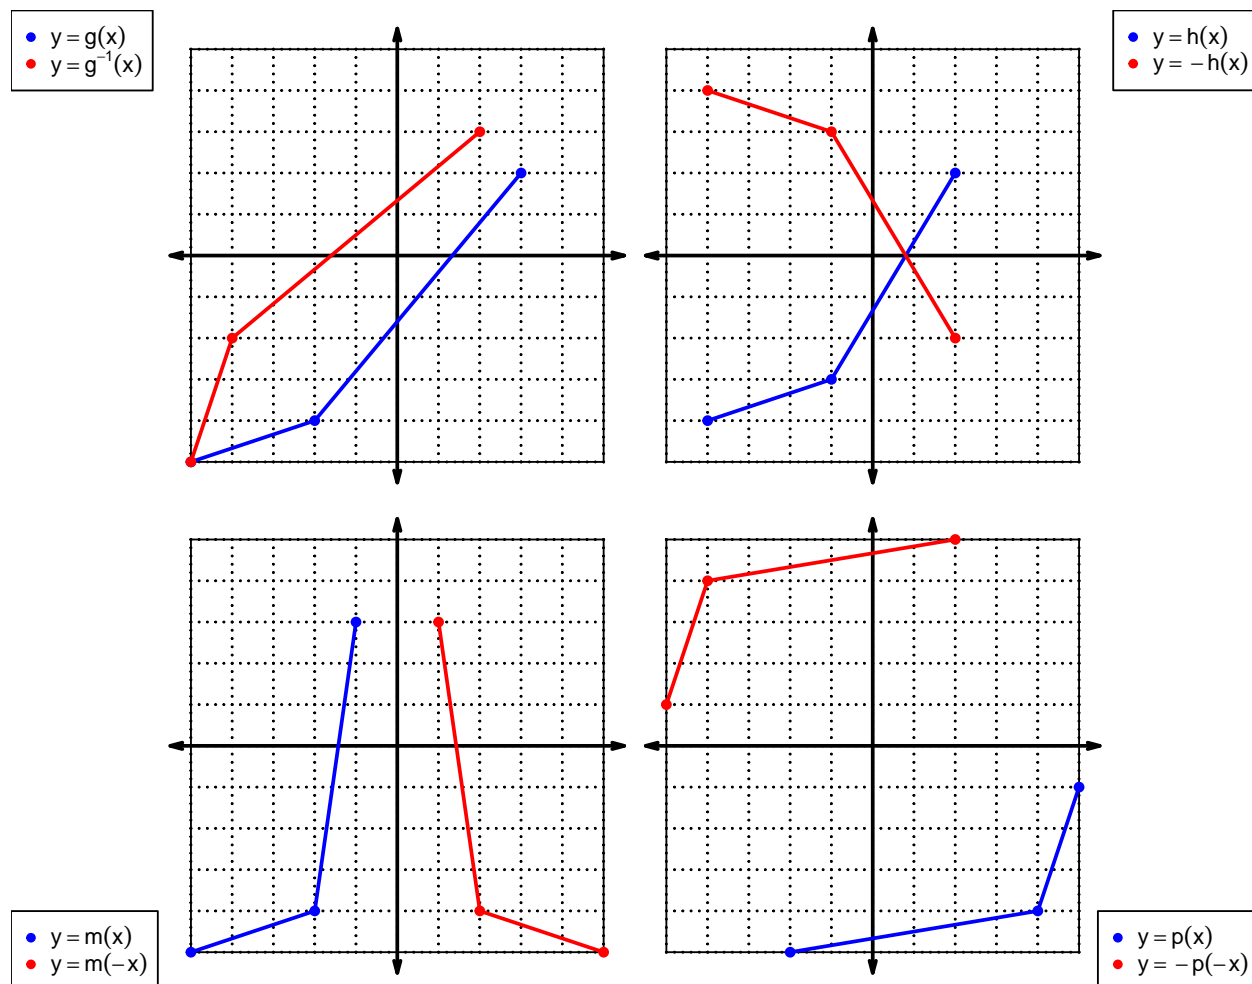 y = g(x)
y = g⁻¹(x)
y = h(x)
y = −h(x)
y = m(x)
y = m(−x)
y = p(x)
y = −p(−x)